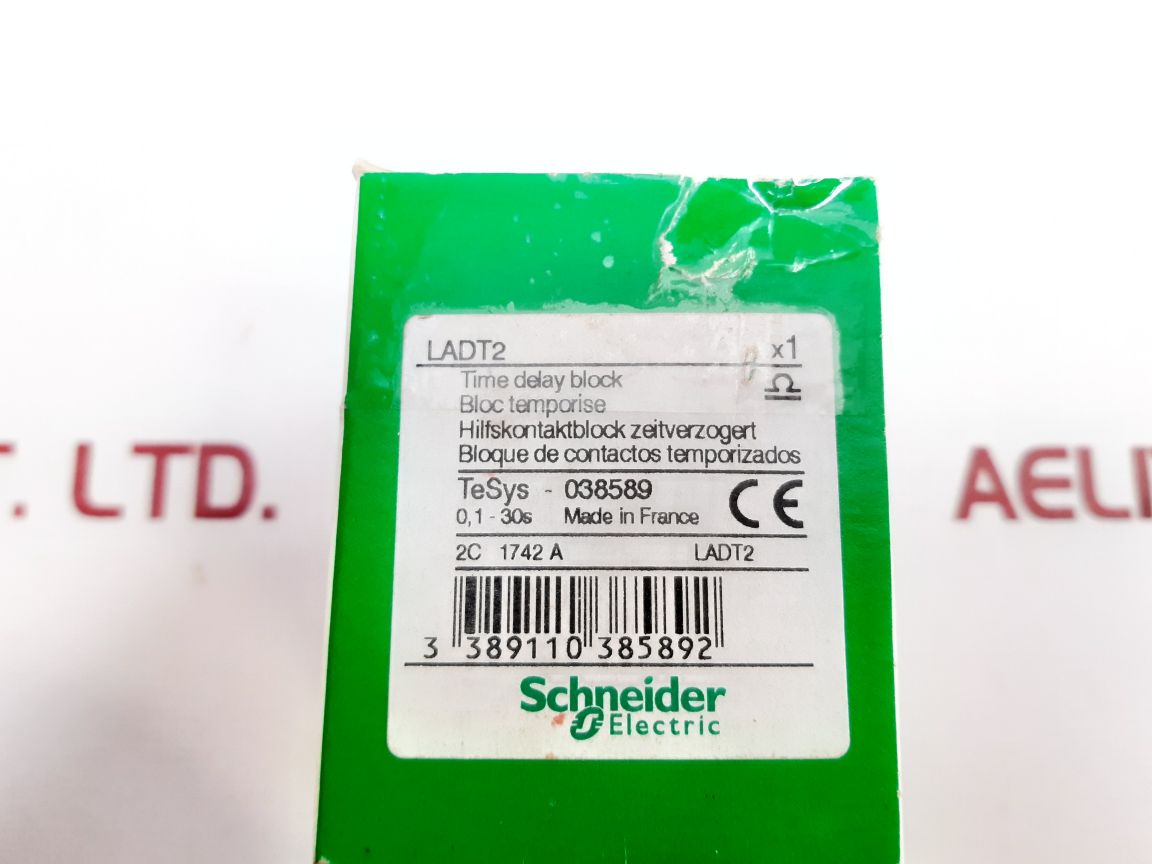 LADT2 x1
Time delay block
Bloc temporise
Hilfskontaktblock zeitverzogert
Bloque de contactos temporizados
TeSys - 038589
0,1 - 30s Made in France CE
2C 1742 A LADT2
3 389110 385892
Schneider
Electric
T. LTD.
AELI